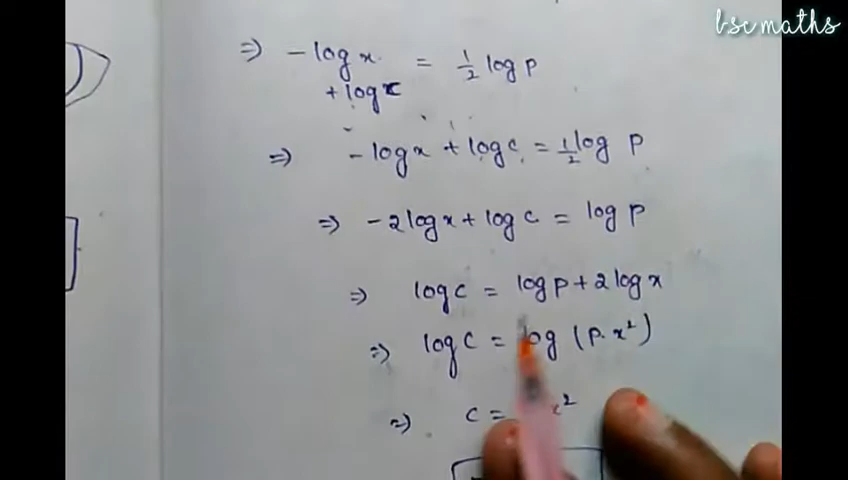 bsc maths
⇒ -log x = ½ log p
+ log c
⇒ -log x + log c = ½ log p
⇒ -2 log x + log c = log p
⇒ log c = log p + 2 log x
⇒ log c = log (p. x²)
⇒ c = x²